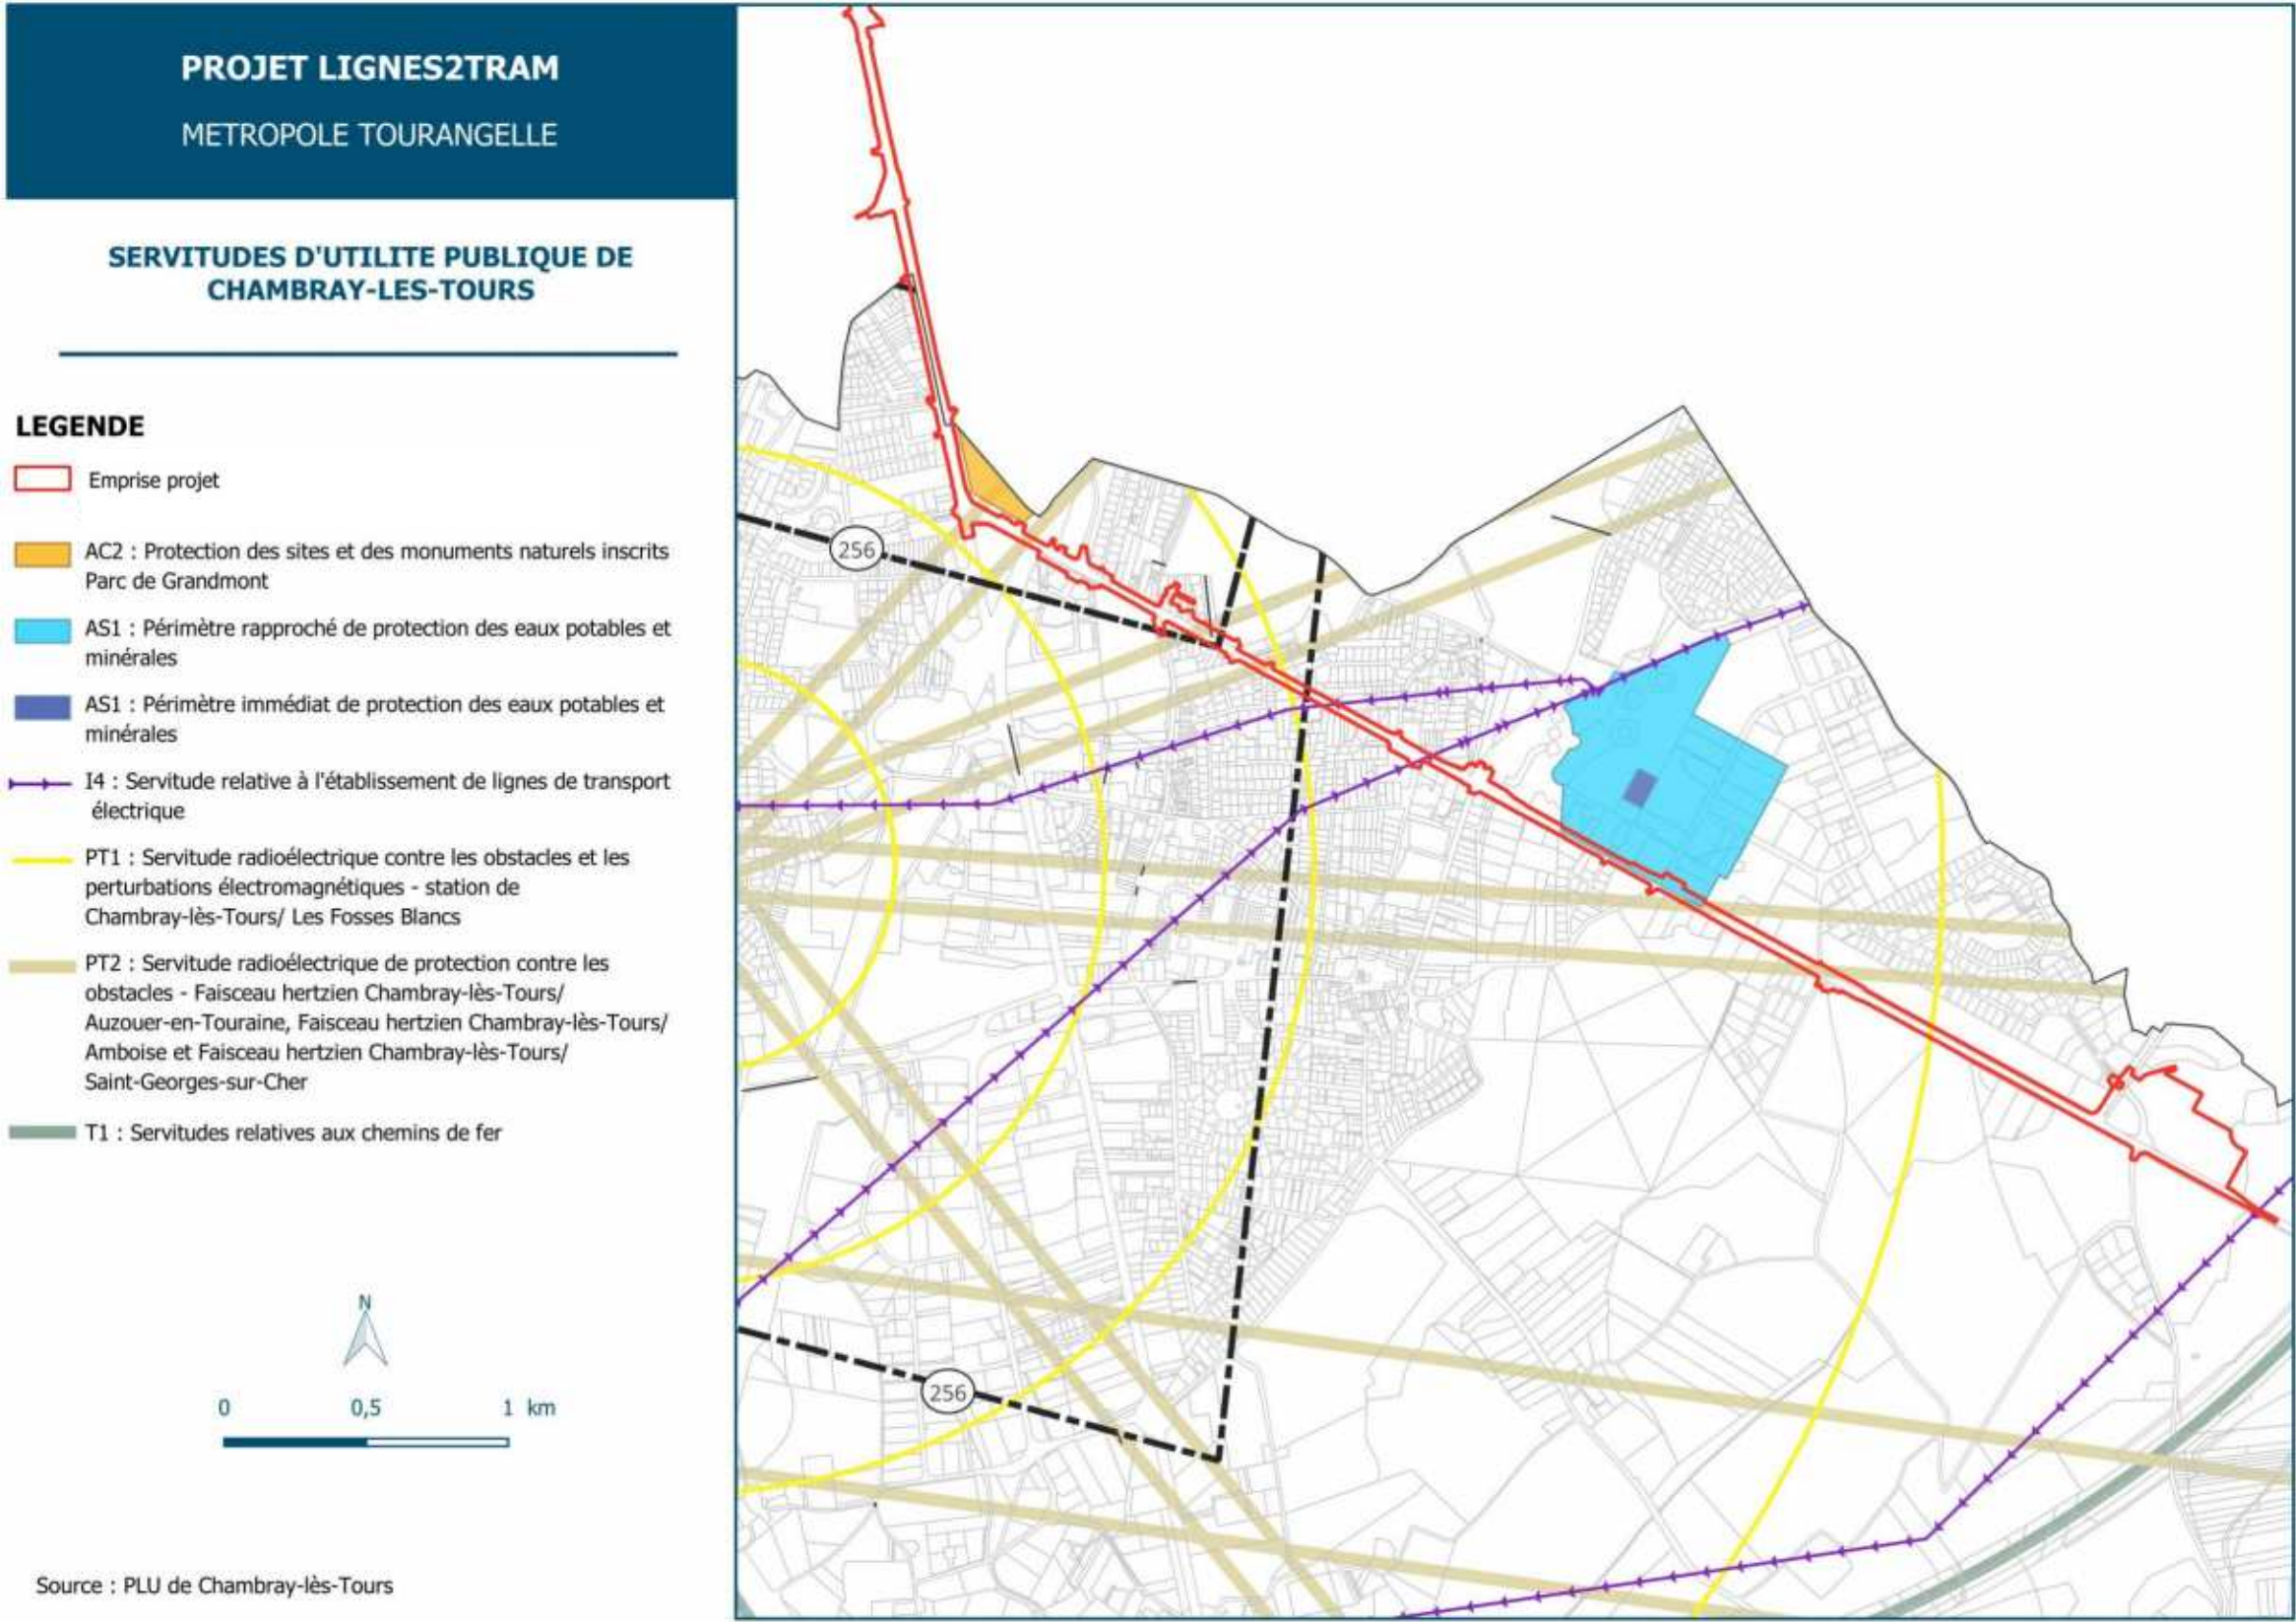 PROJET LIGNES2TRAM
METROPOLE TOURANGELLE
SERVITUDES D'UTILITE PUBLIQUE DE
CHAMBRAY-LES-TOURS
LEGENDE
Emprise projet
AC2 : Protection des sites et des monuments naturels inscrits
Parc de Grandmont
AS1 : Périmètre rapproché de protection des eaux potables et
minérales
AS1 : Périmètre immédiat de protection des eaux potables et
minérales
I4 : Servitude relative à l'établissement de lignes de transport
électrique
PT1 : Servitude radioélectrique contre les obstacles et les
perturbations électromagnétiques - station de
Chambray-lès-Tours/ Les Fosses Blancs
PT2 : Servitude radioélectrique de protection contre les
obstacles - Faisceau hertzien Chambray-lès-Tours/
Auzouer-en-Touraine, Faisceau hertzien Chambray-lès-Tours/
Amboise et Faisceau hertzien Chambray-lès-Tours/
Saint-Georges-sur-Cher
T1 : Servitudes relatives aux chemins de fer
N
0 0,5 1 km
Source : PLU de Chambray-lès-Tours
256
256